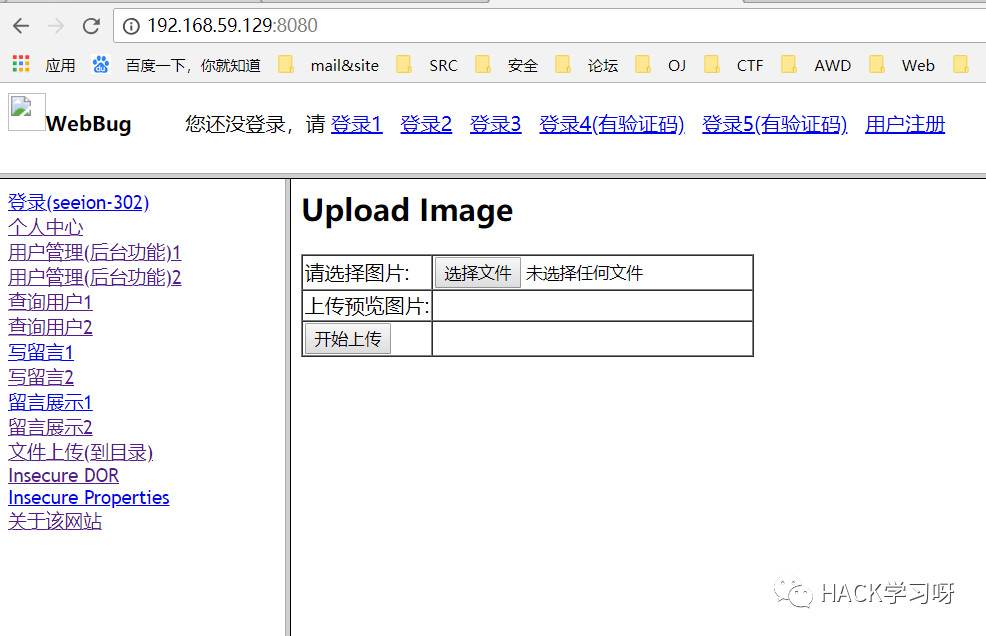 192.168.59.129:8080
应用 百度一下，你就知道 mail&site SRC 安全 论坛 OJ CTF AWD Web
WebBug 您还没登录，请 登录1 登录2 登录3 登录4(有验证码) 登录5(有验证码) 用户注册
登录(seeion-302)
个人中心
用户管理(后台功能)1
用户管理(后台功能)2
查询用户1
查询用户2
写留言1
写留言2
留言展示1
留言展示2
文件上传(到目录)
Insecure DOR
Insecure Properties
关于该网站
Upload Image
请选择图片: 选择文件 未选择任何文件
上传预览图片:
开始上传
HACK学习呀